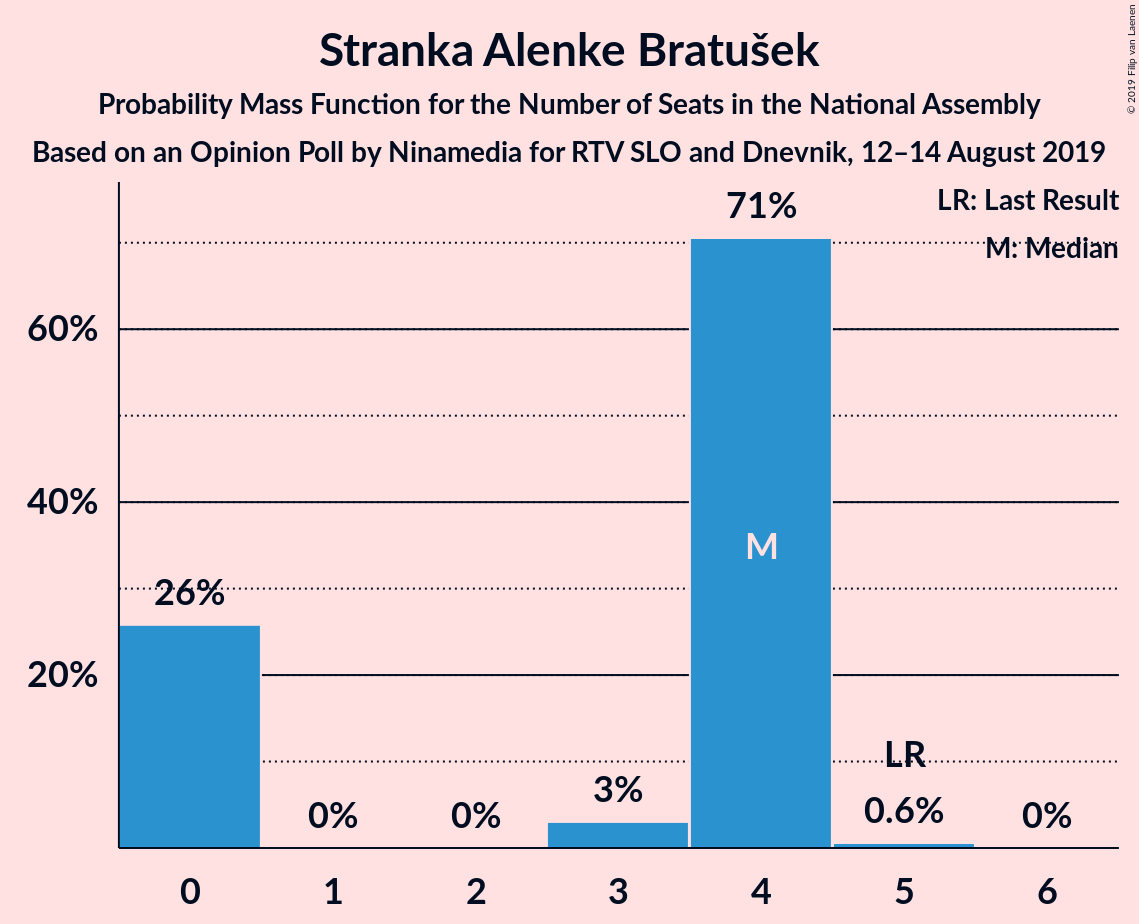 Stranka Alenke Bratušek
Probability Mass Function for the Number of Seats in the National Assembly
Based on an Opinion Poll by Ninamedia for RTV SLO and Dnevnik, 12–14 August 2019
© 2019 Filip van Laenen
LR: Last Result
M: Median
71%
60%
40%
M
26%
20%
LR
3%
0.6%
0%
0%
0%
0 1 2 3 4 5 6